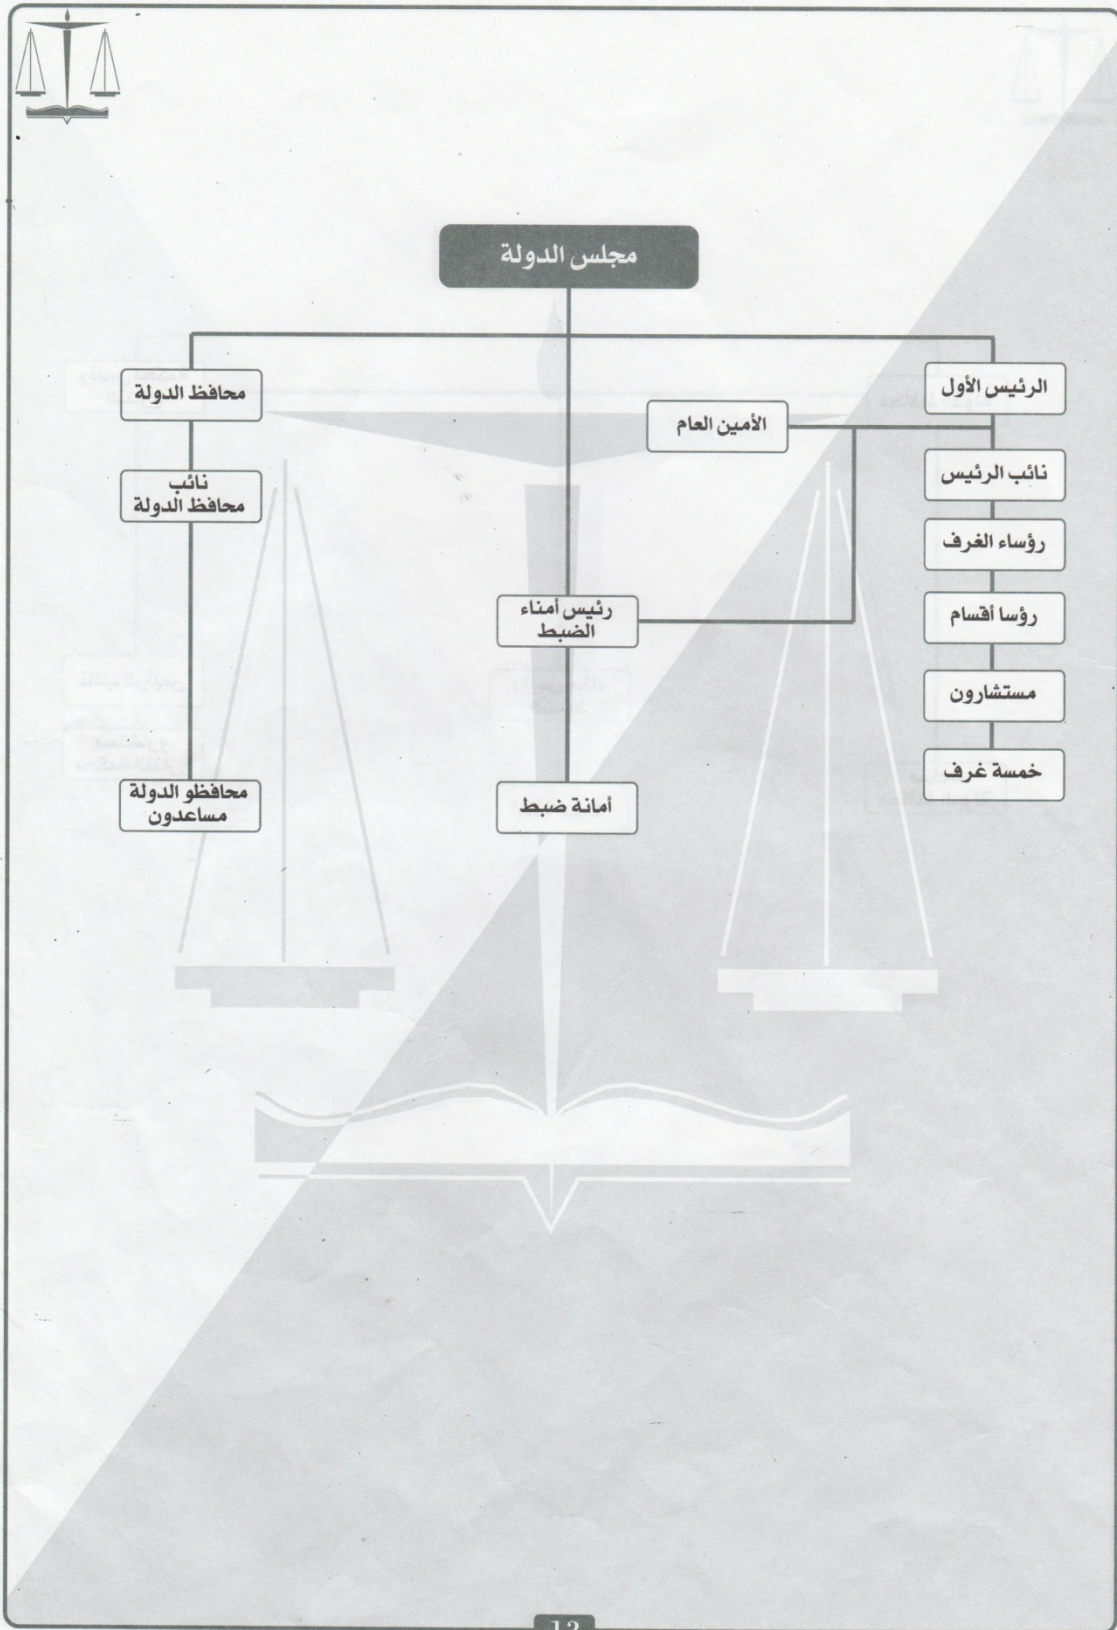 مجلس الدولة
الرئيس الأول
محافظ الدولة
الأمين العام
نائب الرئيس
نائب
محافظ الدولة
رؤساء الغرف
رئيس أمناء
الضبط
رؤسا أقسام
مستشارون
خمسة غرف
أمانة ضبط
محافظو الدولة
مساعدون